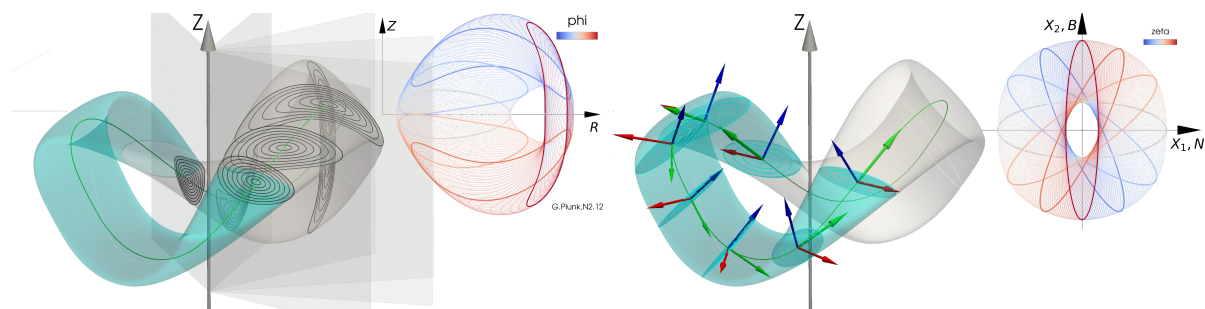 Z
z
phi
R
G.Plunk.N2.12
Z
X₂, B
zeta
X₁, N